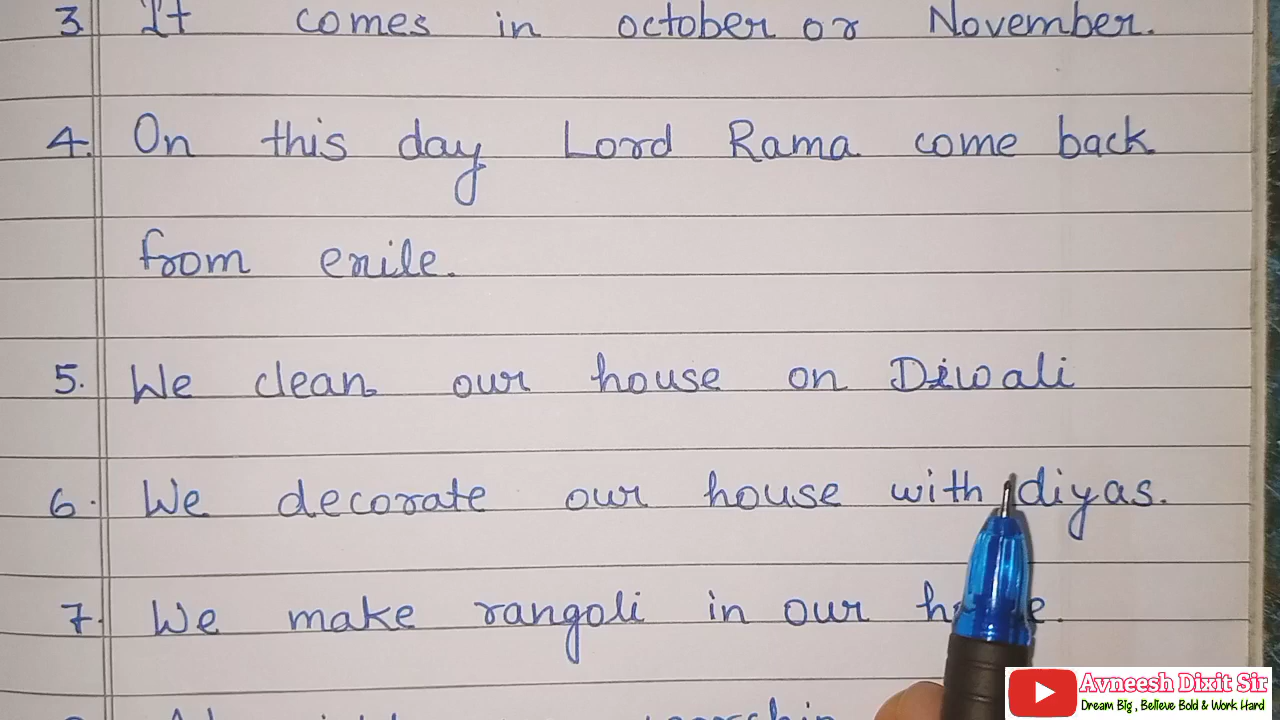 3. It comes in october or November.
4. On this day Lord Rama come back
from exile.
5. We clean our house on Diwali
6. We decorate our house with diyas.
7. We make rangoli in our
Avneesh Dixit Sir
Dream Big , Believe Bold & Work Hard